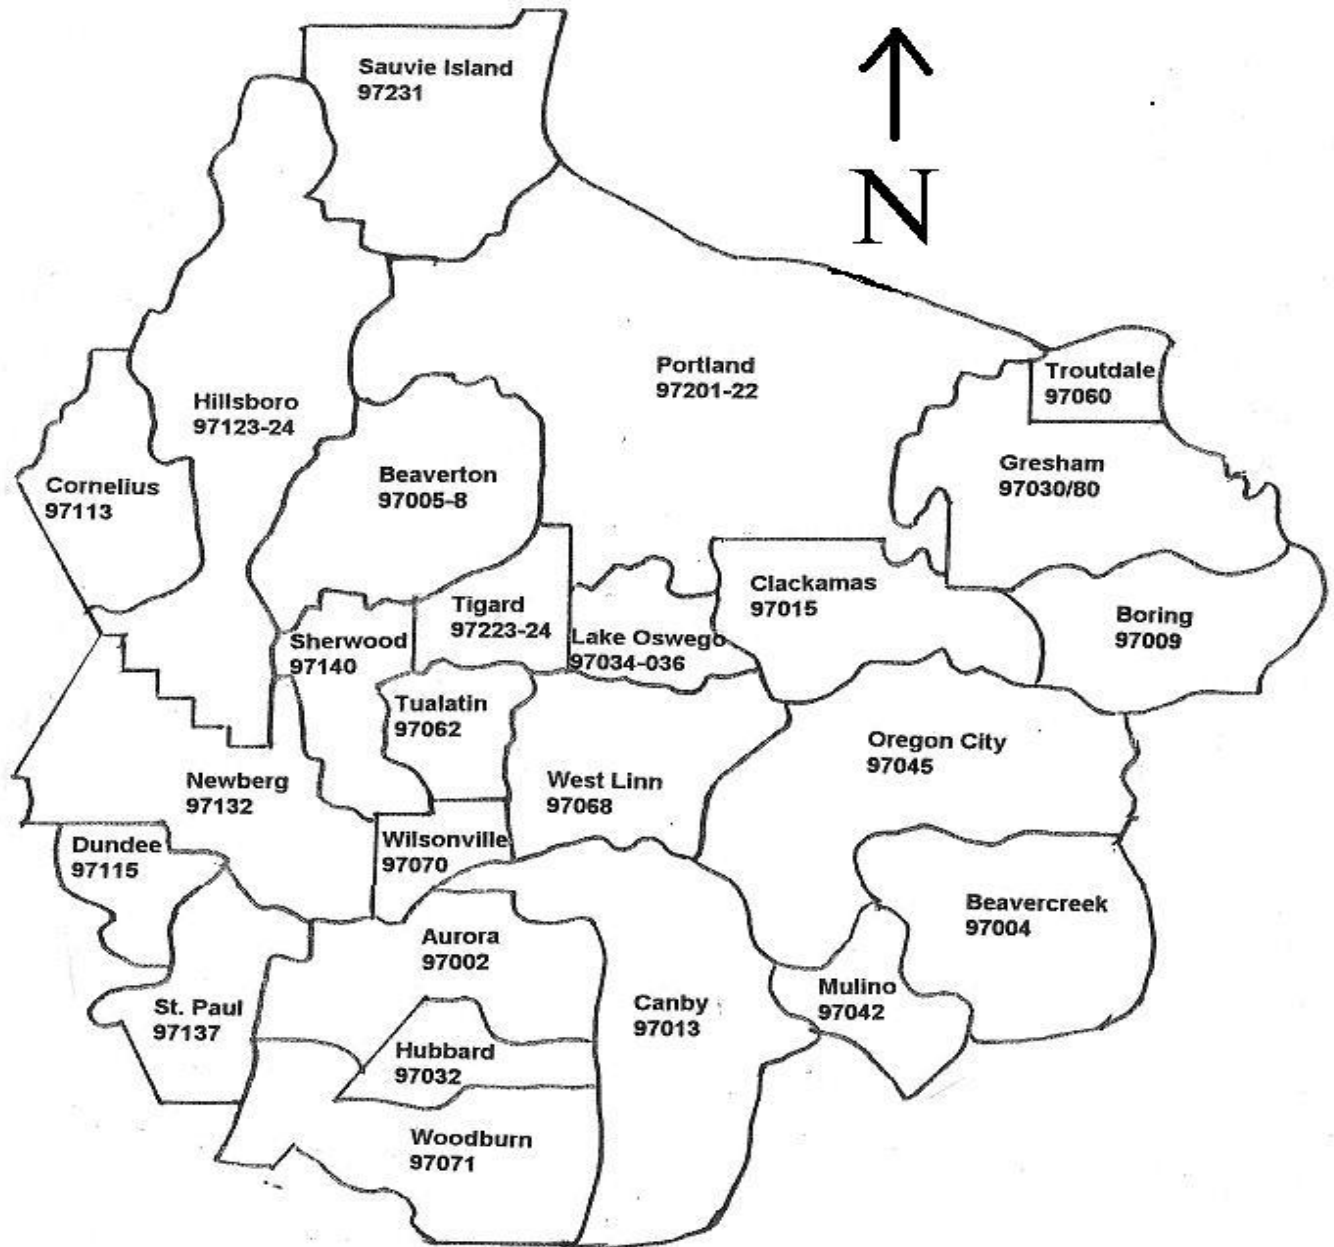 Sauvie Island
97231
N
Portland
97201-22
Troutdale
97060
Hillsboro
97123-24
Gresham
97030/80
Beaverton
97005-8
Cornelius
97113
Clackamas
97015
Tigard
97223-24
Boring
97009
Sherwood
97140
Lake Oswego
97034-036
Tualatin
97062
Oregon City
97045
Newberg
97132
West Linn
97068
Dundee
97115
Wilsonville
97070
Beavercreek
97004
Aurora
97002
Mulino
97042
Canby
97013
St. Paul
97137
Hubbard
97032
Woodburn
97071